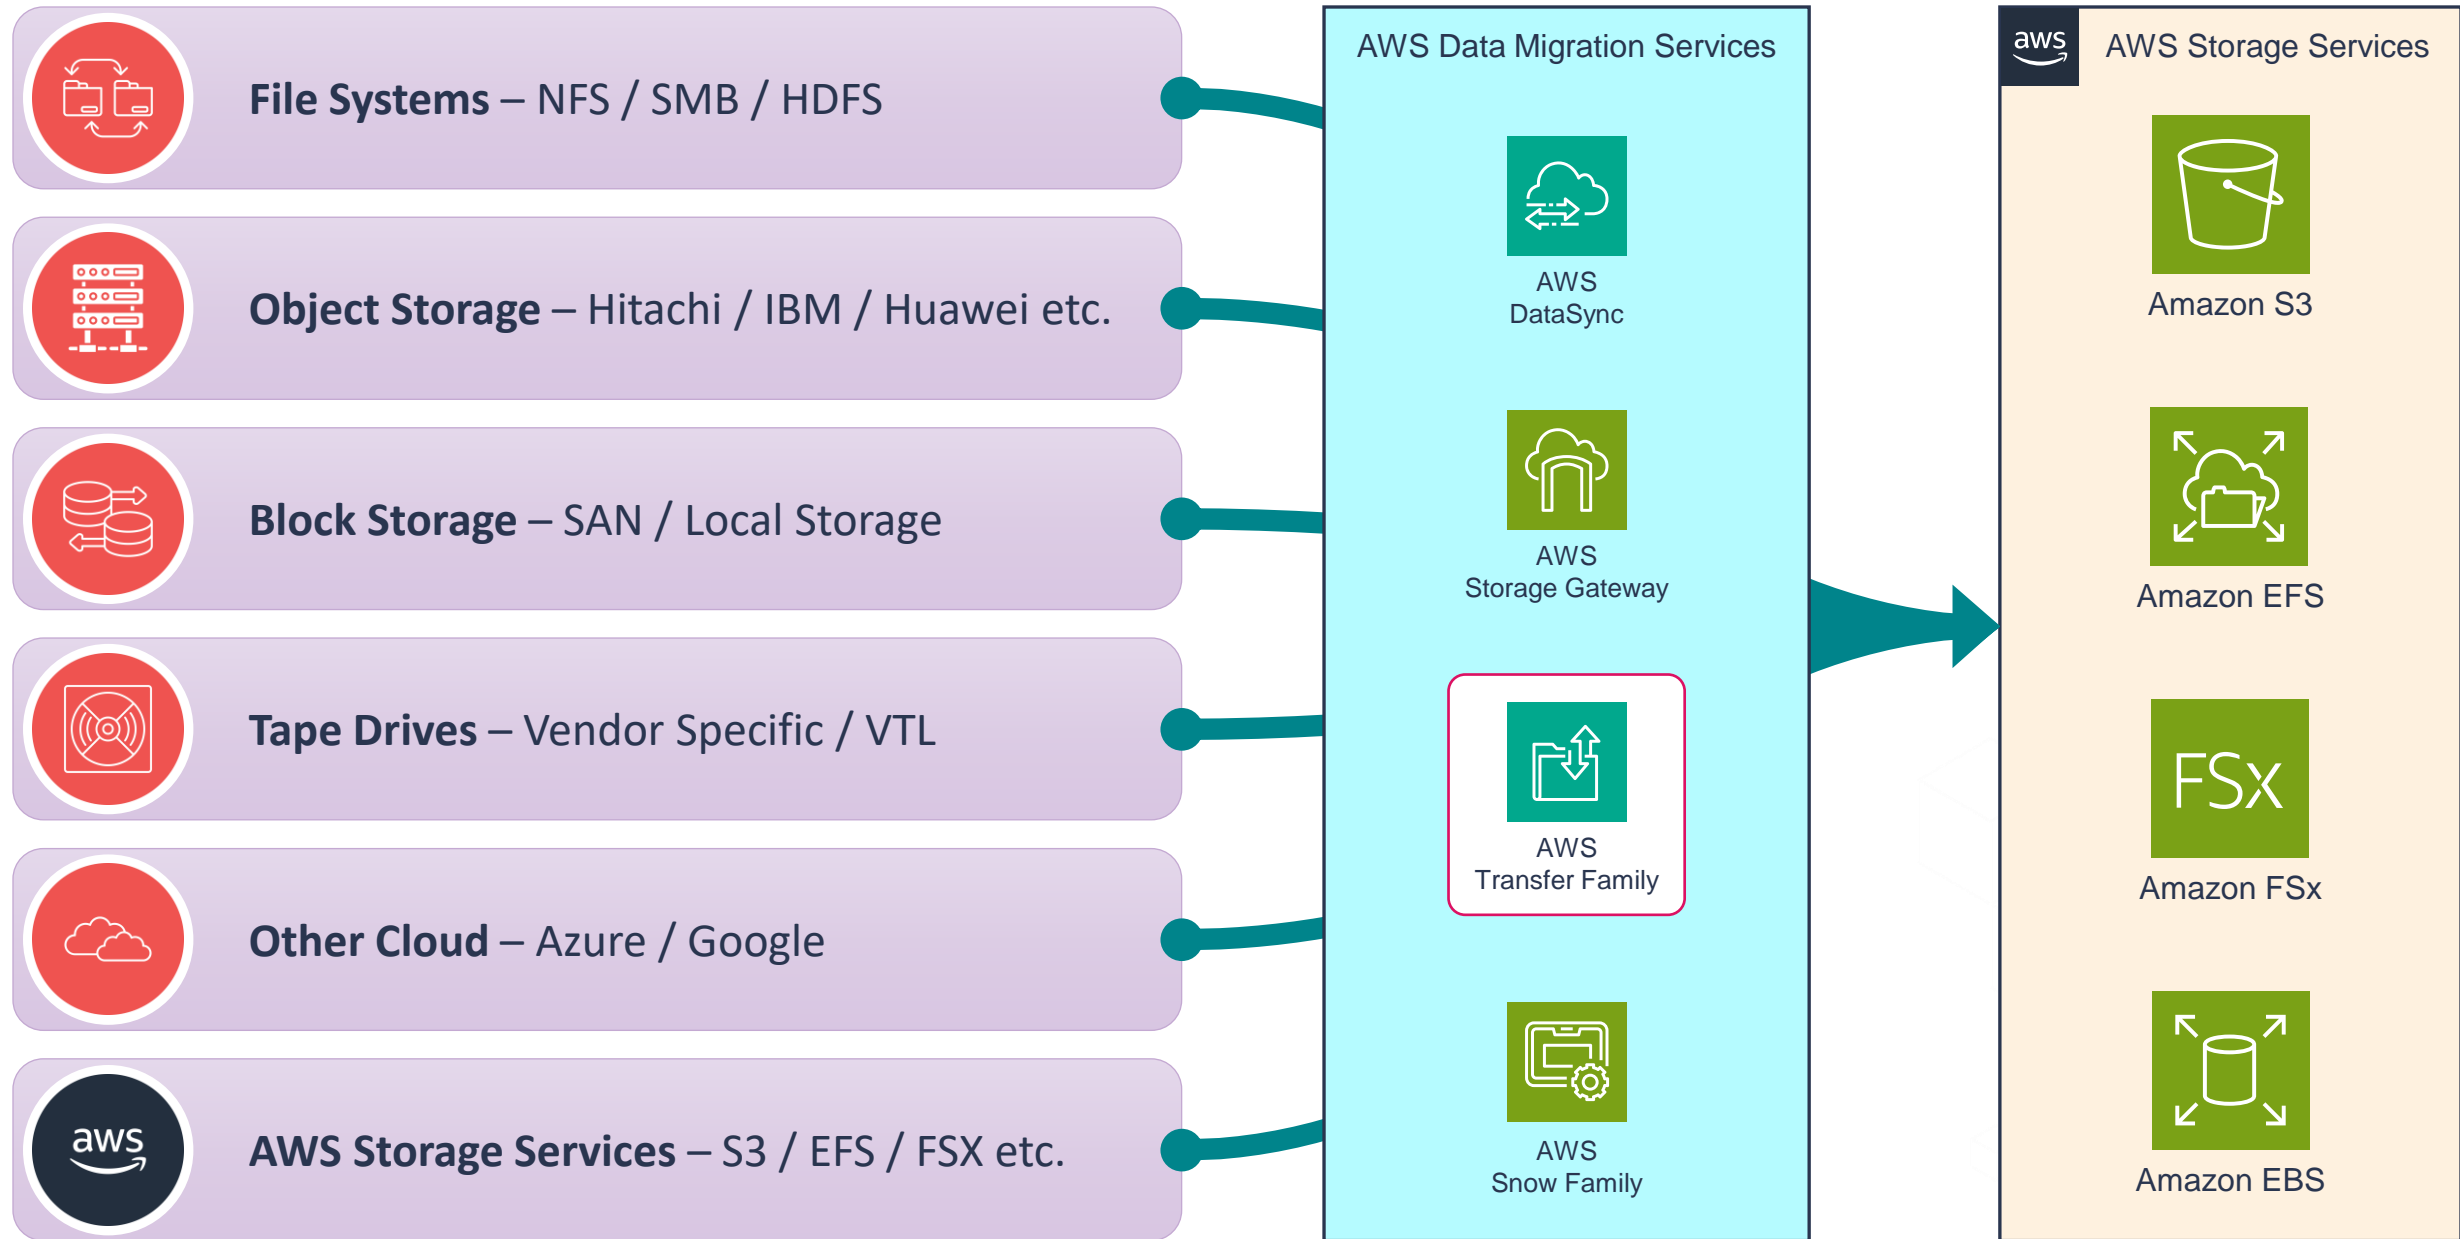 File Systems – NFS / SMB / HDFS
Object Storage – Hitachi / IBM / Huawei etc.
Block Storage – SAN / Local Storage
Tape Drives – Vendor Specific / VTL
Other Cloud – Azure / Google
aws
AWS Storage Services – S3 / EFS / FSX etc.
AWS Data Migration Services
AWS
DataSync
AWS
Storage Gateway
AWS
Transfer Family
AWS
Snow Family
aws
AWS Storage Services
Amazon S3
Amazon EFS
FSx
Amazon FSx
Amazon EBS